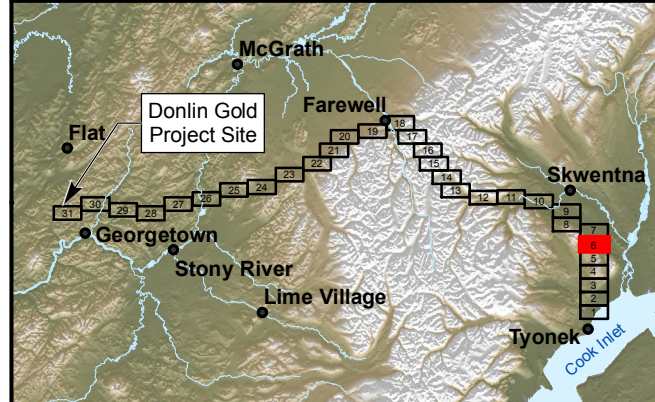 McGrath
Donlin Gold
Project Site
Farewell
Flat
18
19
17
20
21
16
22
15
23
14
24
13
25
12
11
10
26
27
28
29
30
31
Skwentna
9
8
7
6
5
4
3
2
1
Georgetown
Stony River
Lime Village
Tyonek
Cook Inlet